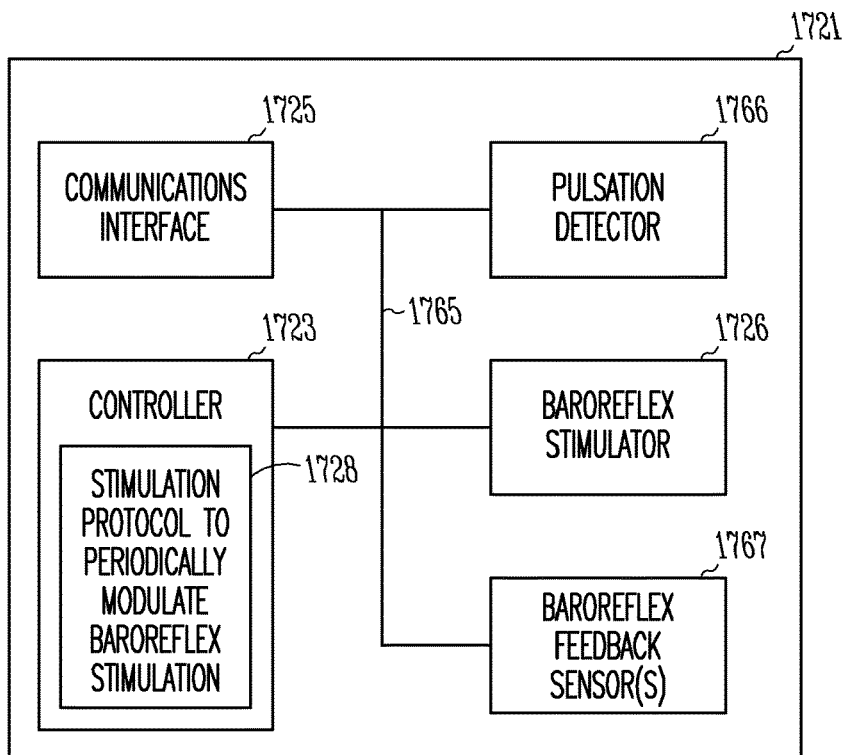 1721
1725
COMMUNICATIONS
INTERFACE
1766
PULSATION
DETECTOR
1765
1723
CONTROLLER
1728
STIMULATION
PROTOCOL TO
PERIODICALLY
MODULATE
BAROREFLEX
STIMULATION
1726
BAROREFLEX
STIMULATOR
1767
BAROREFLEX
FEEDBACK
SENSOR(S)